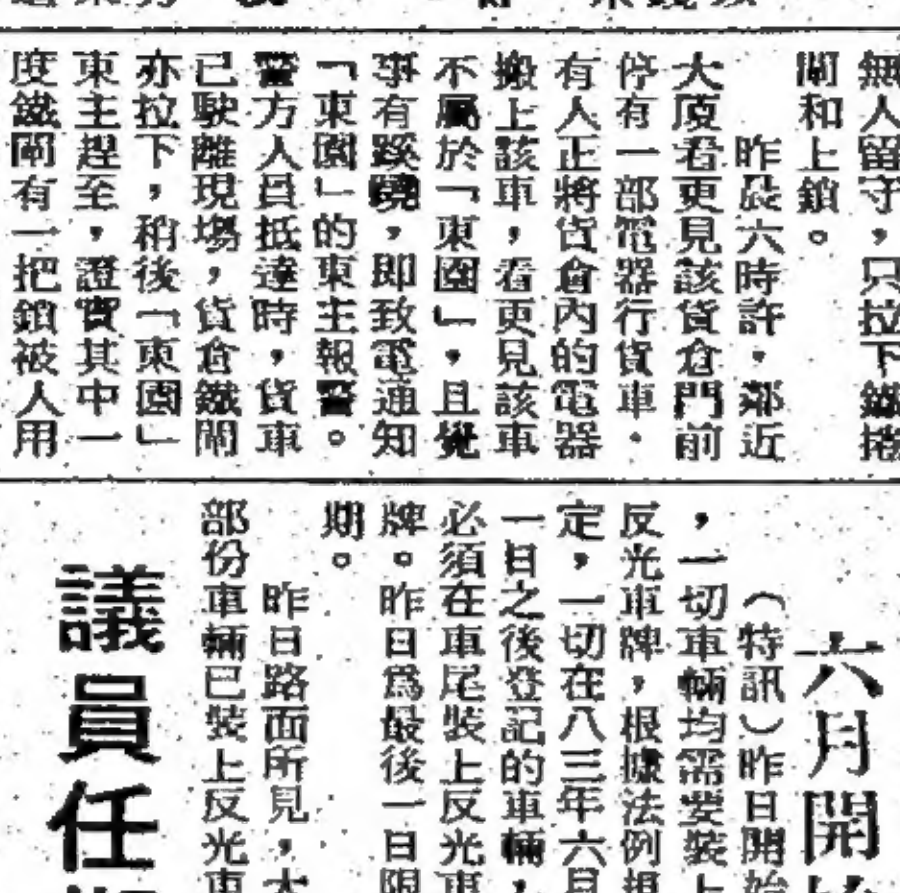 無人留守，只拉下鐵捲
閘和上鎖。
昨晨六時許，鄰近
大廈看更見該貨倉門前
停有一部電器行貨車，
有人正將貨倉內的電器
搬上該車，看更見該車
不屬於「東園」，且覺
事有蹊蹺，即致電通知
「東園」的東主報警。
警方人員抵達時，貨車
已駛離現場，貨倉鐵閘
亦拉下，稍後「東園」
東主趕至，證實其中一
度鐵閘有一把鎖被人用
六月開始
（特訊）昨日開始
，一切車輛均需要裝上
反光車牌，根據法例規
定，一切在八三年六月
一日之後登記的車輛，
必須在車尾裝上反光車
牌。昨日爲最後一日限
期。
昨日路面所見，大
部份車輛已裝上反光車
議員任